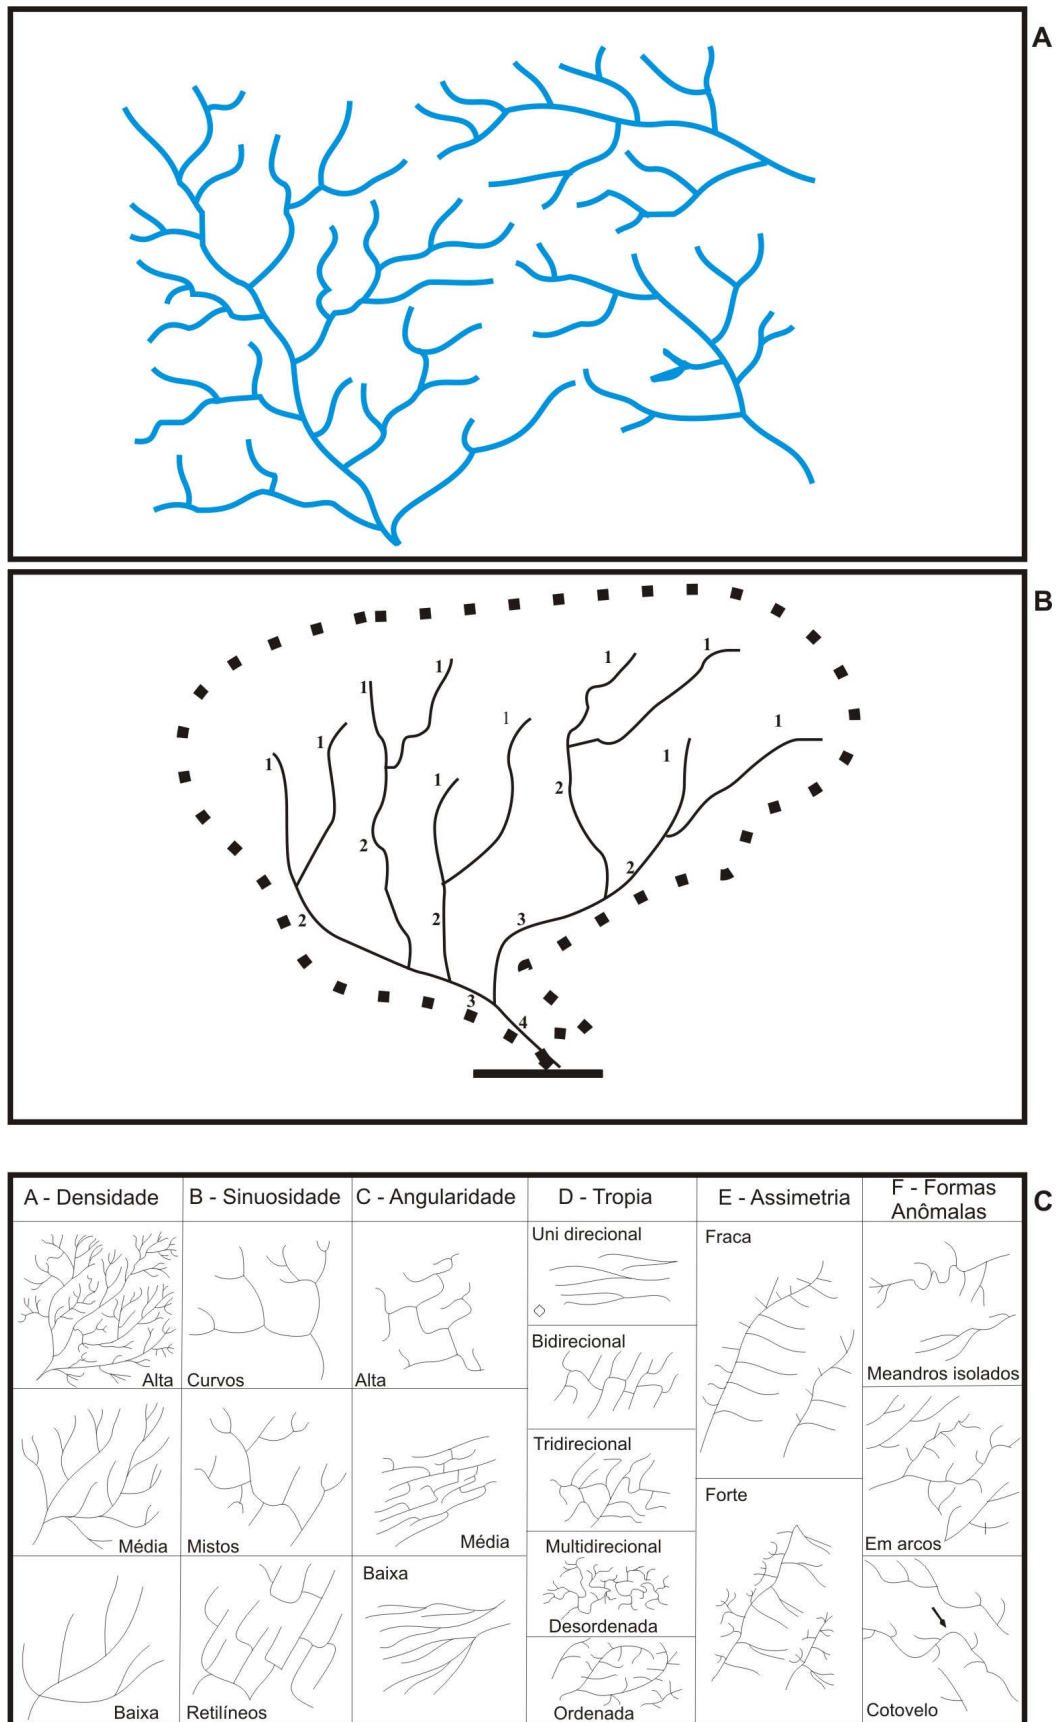 A
B
1
1
1
1
1
1
1
1
1
1
2
2
2
2
2
3
3
4
C
A - Densidade
B - Sinuosidade
C - Angularidade
D - Tropia
E - Assimetria
F - Formas
Anômalas
Alta
Média
Baixa
Curvos
Mistos
Retilíneos
Alta
Média
Baixa
Uni direcional
Bidirecional
Tridirecional
Multidirecional
Desordenada
Ordenada
Fraca
Forte
Meandros isolados
Em arcos
Cotovelo